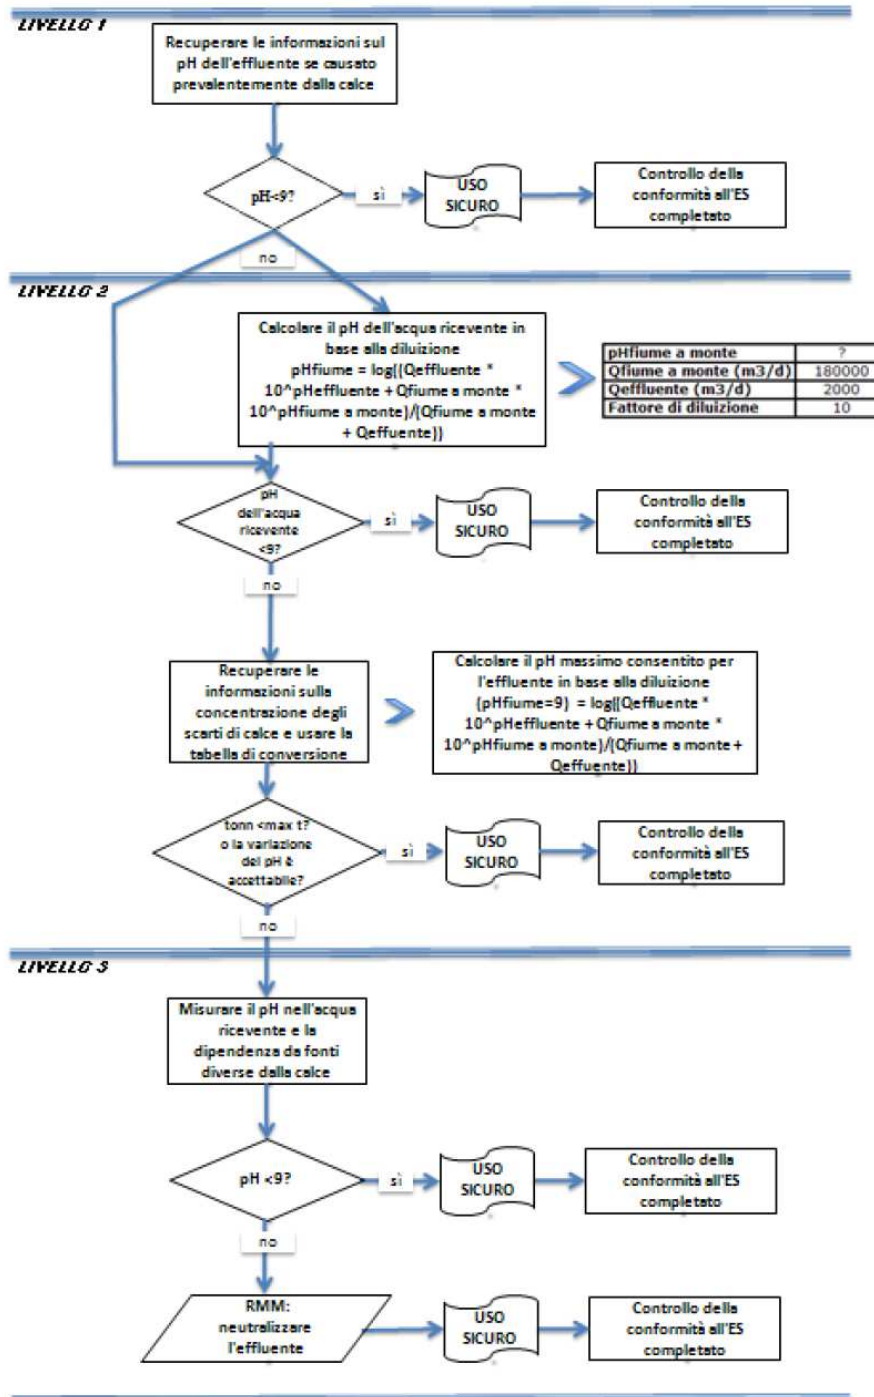 LIVELLO 1
Recuperare le informazioni sul
pH dell'effluente se causato
prevalentemente dalla calce
pH<9?
sì
USO
SICURO
Controllo della
conformità all'ES
completato
no
LIVELLO 2
Calcolare il pH dell'acqua ricevente in
base alla diluizione
pHfiume = log((Qeffluente *
10^pHeffluente + Qfiume a monte *
10^pHfiume a monte)/(Qfiume a monte
+ Qeffuente))
pHfiume a monte ?
Qfiume a monte (m3/d) 180000
Qeffluente (m3/d) 2000
Fattore di diluizione 10
pH
dell'acqua
ricevente
<9?
sì
USO
SICURO
Controllo della
conformità all'ES
completato
no
Recuperare le
informazioni sulla
concentrazione degli
scarti di calce e usare la
tabella di conversione
Calcolare il pH massimo consentito per
l'effluente in base alla diluizione
(pHfiume=9) = log((Qeffluente *
10^pHeffluente + Qfiume a monte *
10^pHfiume a monte)/(Qfiume a monte +
Qeffuente))
tonn <max t?
o la variazione
del pH è
accettabile?
sì
USO
SICURO
Controllo della
conformità all'ES
completato
no
LIVELLO 3
Misurare il pH nell'acqua
ricevente e la
dipendenza da fonti
diverse dalla calce
pH <9?
sì
USO
SICURO
Controllo della
conformità all'ES
completato
no
RMM:
neutralizzare
l'effluente
USO
SICURO
Controllo della
conformità all'ES
completato